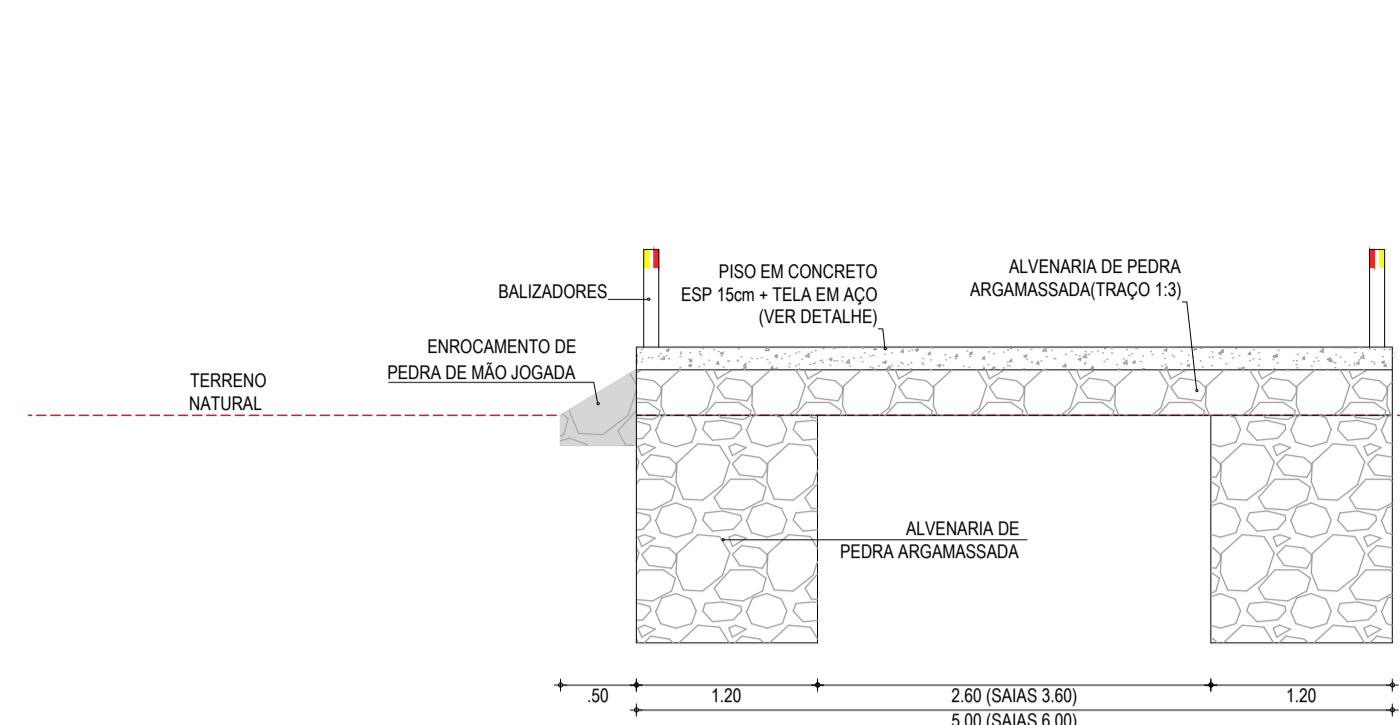 PISO EM CONCRETO
ESP 15cm + TELA EM AÇO
(VER DETALHE)
ALVENARIA DE PEDRA
ARGAMASSADA(TRAÇO 1:3)
BALIZADORES
ENROCAMENTO DE
PEDRA DE MÃO JOGADA
TERRENO
NATURAL
ALVENARIA DE
PEDRA ARGAMASSADA
.50
1.20
2.60 (SAIAS 3.60)
1.20
5.00 (SAIAS 6.00)